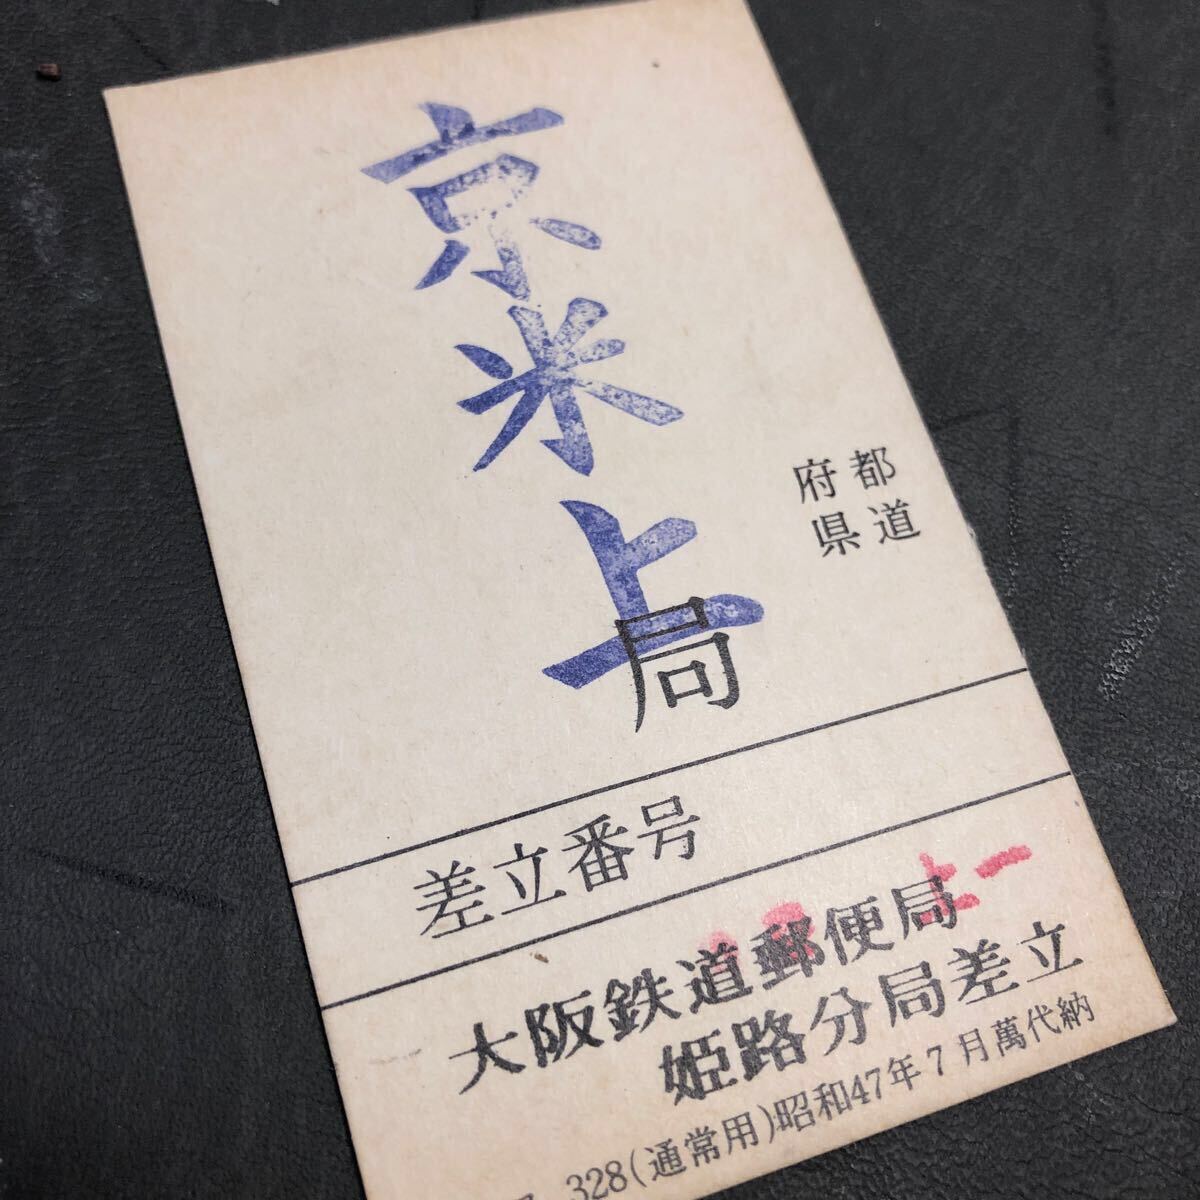 京米上
都道
府県
局
差立番号
上一
大阪鉄道郵便局
姫路分局差立
328(通常用)昭和47年7月萬代納